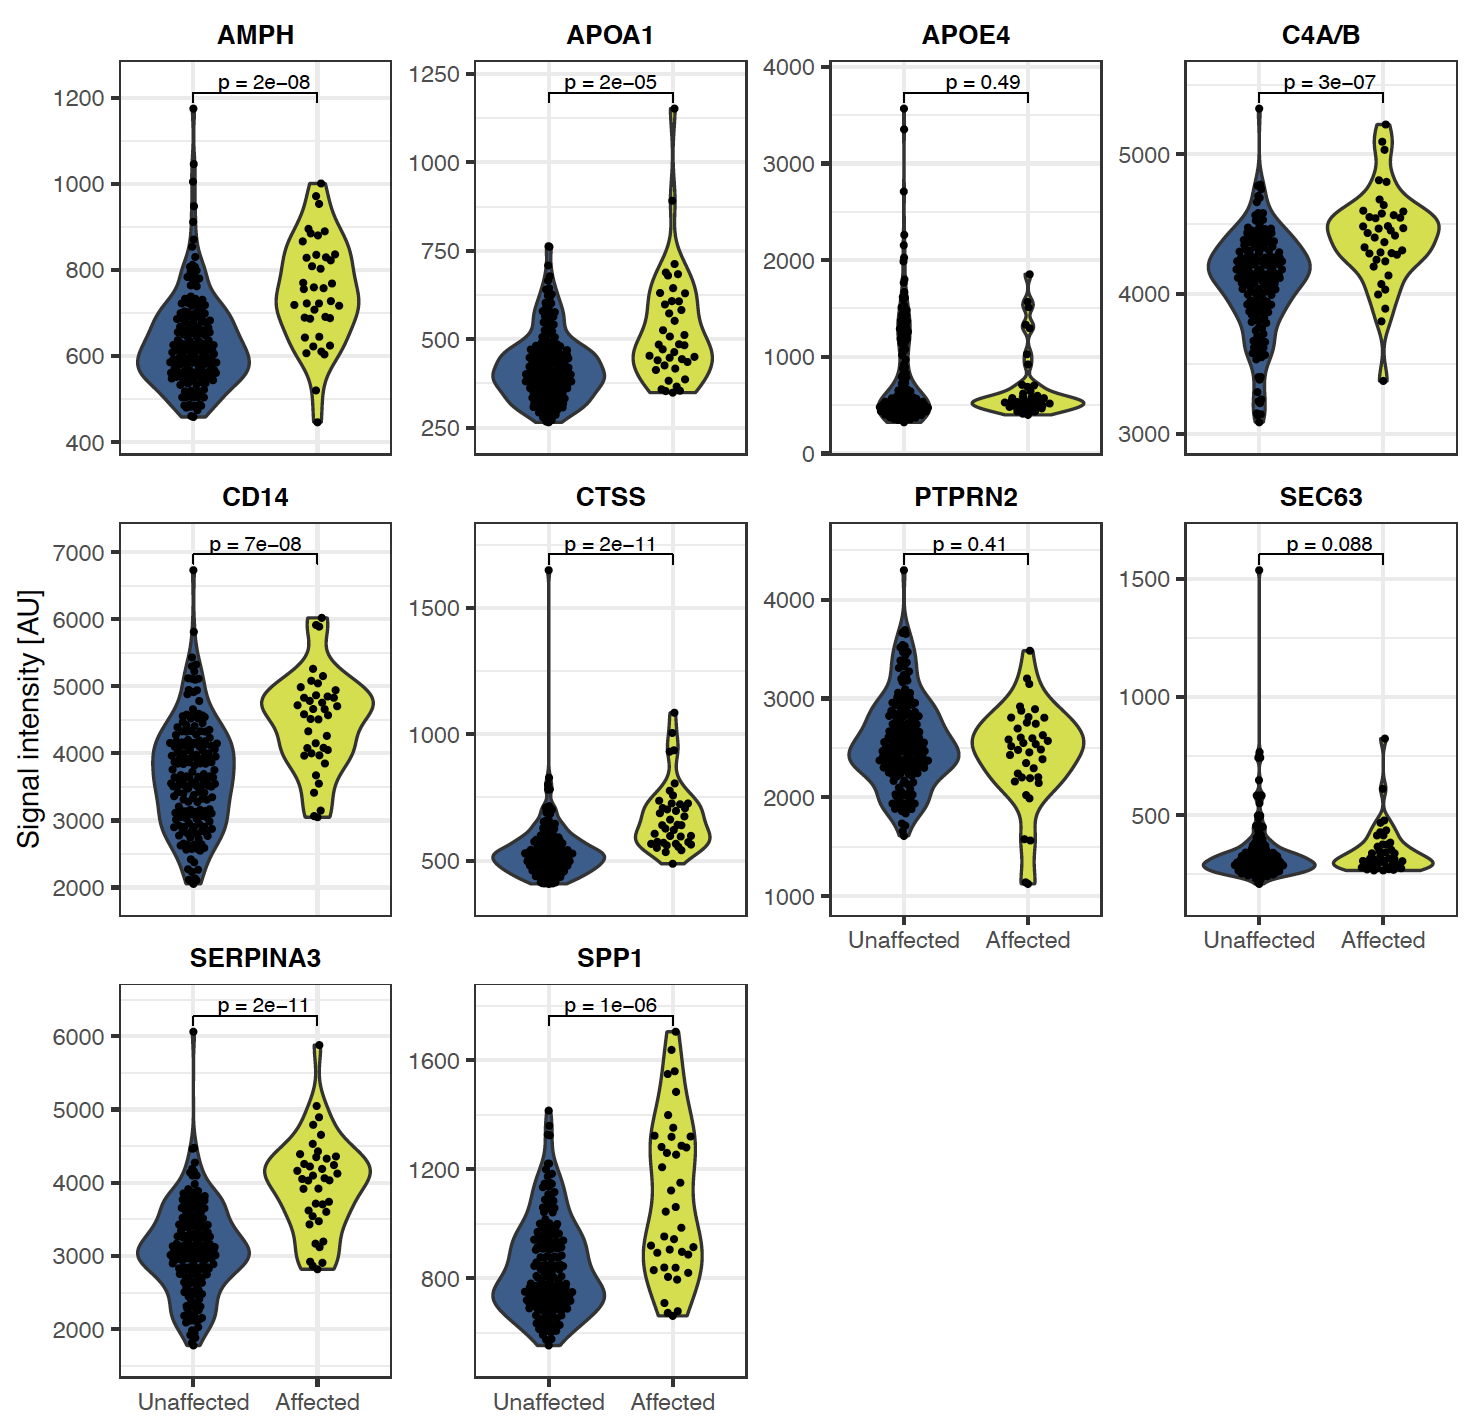 AMPH
APOA1
APOE4
C4A/B
p = 2e−08
p = 2e−05
p = 0.49
p = 3e−07
1200
1000
800
600
400
1250
1000
750
500
250
4000
3000
2000
1000
0
5000
4000
3000
CD14
CTSS
PTPRN2
SEC63
p = 7e−08
p = 2e−11
p = 0.41
p = 0.088
7000
6000
5000
4000
3000
2000
1500
1000
500
4000
3000
2000
1000
1500
1000
500
Signal intensity [AU]
Unaffected
Affected
Unaffected
Affected
SERPINA3
SPP1
p = 2e−11
p = 1e−06
6000
5000
4000
3000
2000
1600
1200
800
Unaffected
Affected
Unaffected
Affected